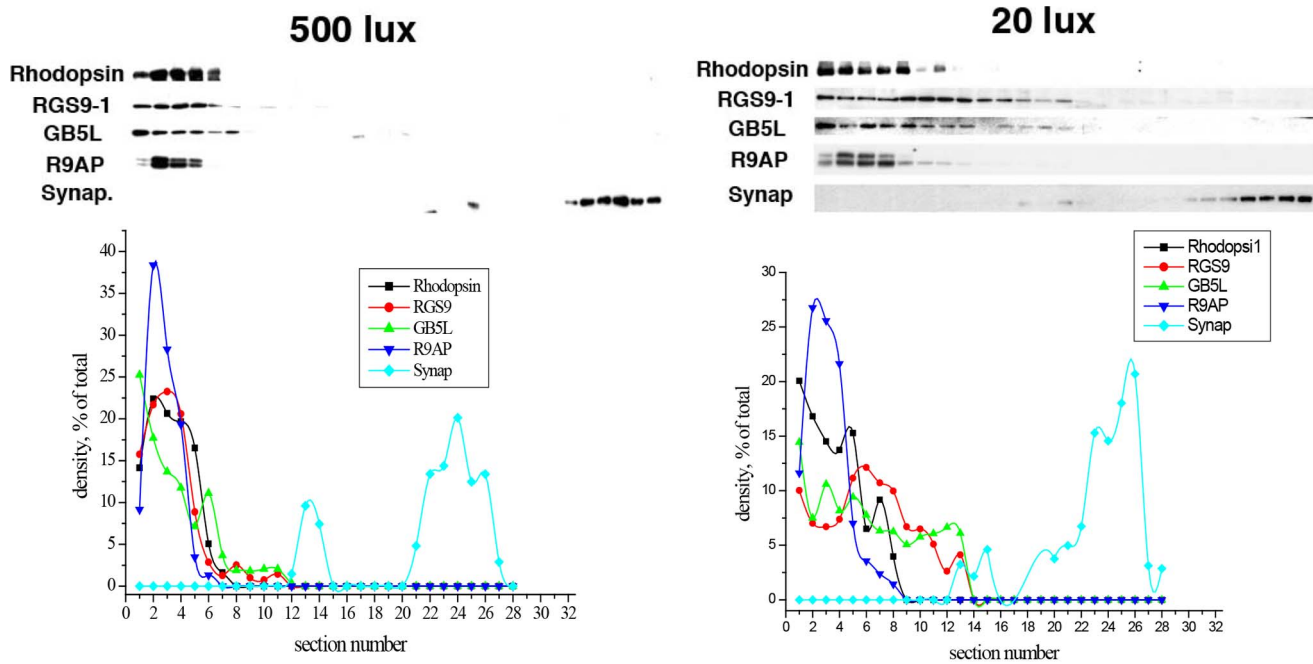 500 lux
Rhodopsin
RGS9-1
GB5L
R9AP
Synap.
40
35
30
25
20
15
10
5
0
density, % of total
Rhodopsin
RGS9
GB5L
R9AP
Synap
0 2 4 6 8 10 12 14 16 18 20 22 24 26 28 30 32
section number
20 lux
Rhodopsin
RGS9-1
GB5L
R9AP
Synap
30
25
20
15
10
5
0
density, % of total
Rhodopsi1
RGS9
GB5L
R9AP
Synap
0 2 4 6 8 10 12 14 16 18 20 22 24 26 28 30 32
section number